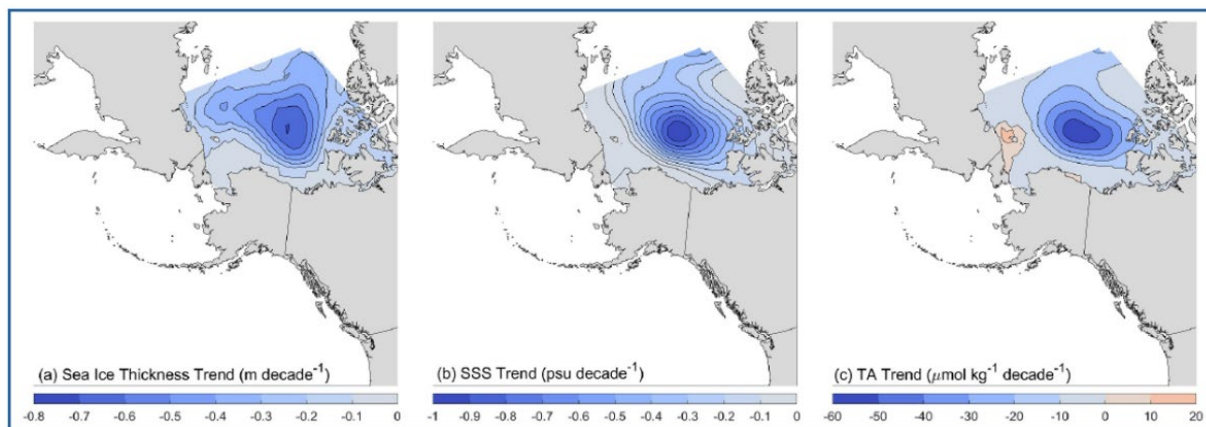 (a) Sea Ice Thickness Trend (m decade⁻¹)
-0.8 -0.7 -0.6 -0.5 -0.4 -0.3 -0.2 -0.1 0
(b) SSS Trend (psu decade⁻¹)
-1 -0.9 -0.8 -0.7 -0.6 -0.5 -0.4 -0.3 -0.2 -0.1 0
(c) TA Trend (μmol kg⁻¹ decade⁻¹)
-60 -50 -40 -30 -20 -10 0 10 20